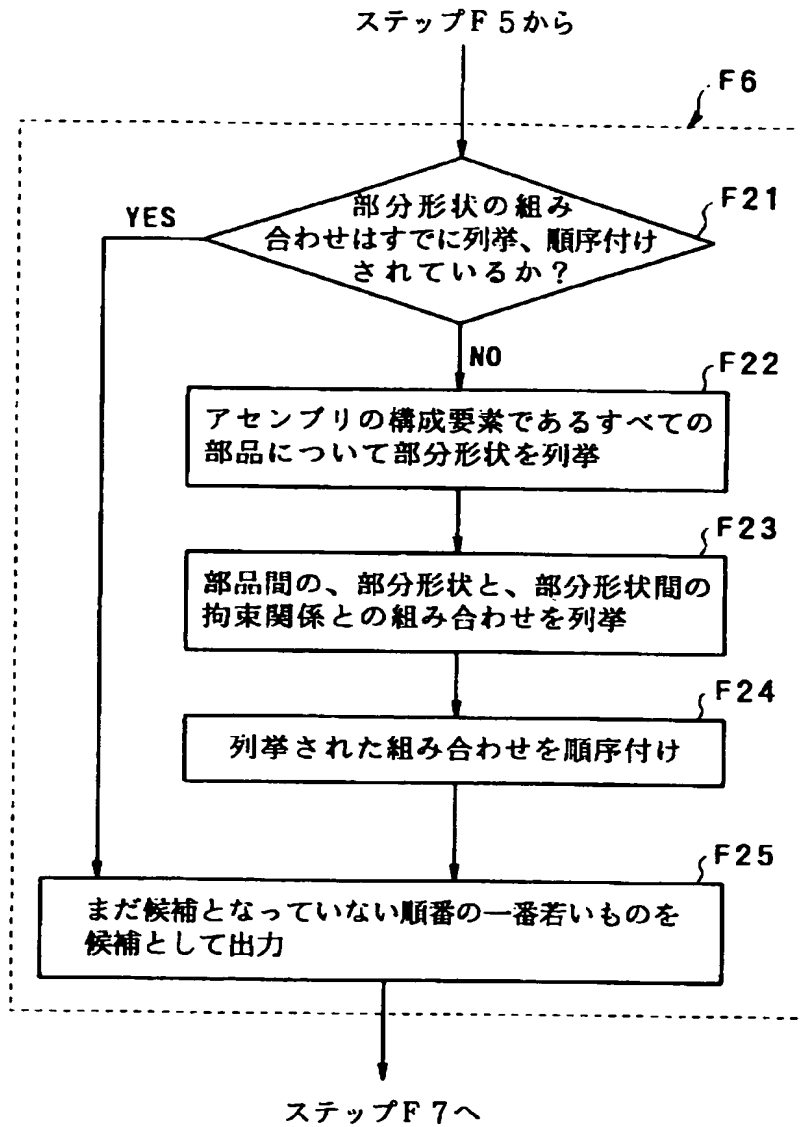 ステップF5から
F6
部分形状の組み
合わせはすでに列挙、順序付け
されているか?
F21
YES
NO
F22
アセンブリの構成要素であるすべての
部品について部分形状を列挙
F23
部品間の、部分形状と、部分形状間の
拘束関係との組み合わせを列挙
F24
列挙された組み合わせを順序付け
F25
まだ候補となっていない順番の一番若いものを
候補として出力
ステップF7へ